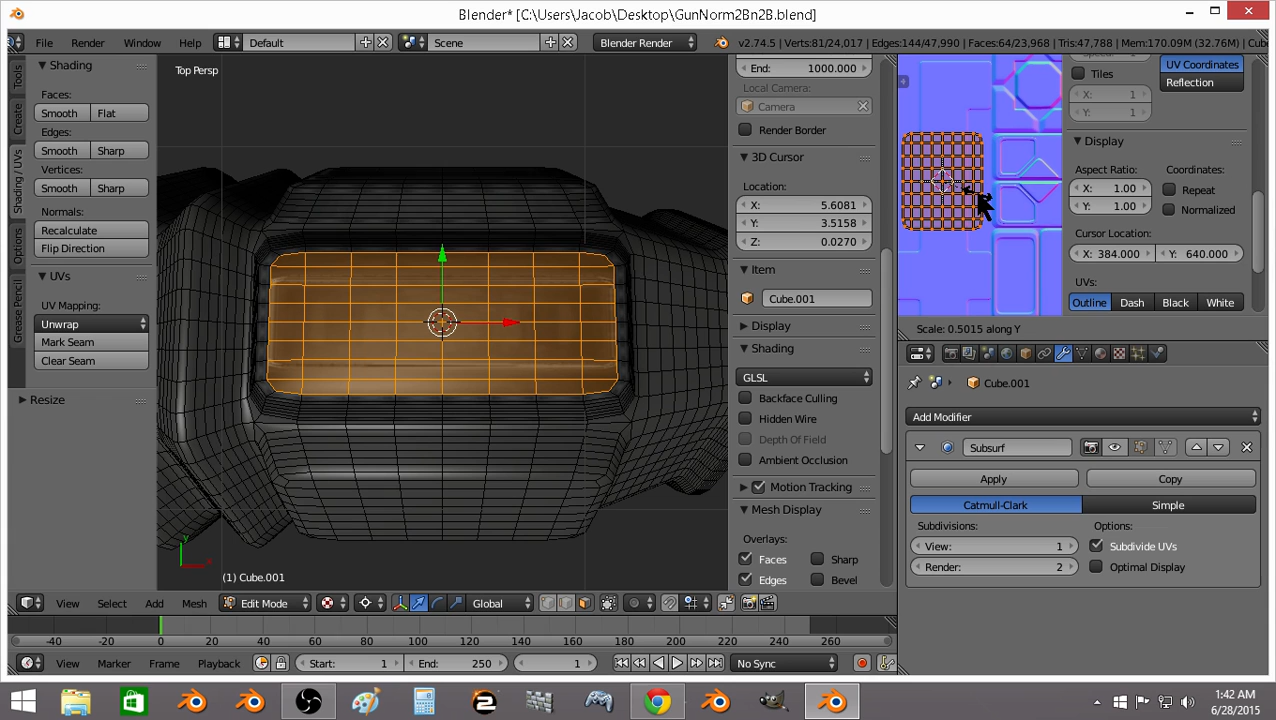 Blender* [C:\Users\Jacob\Desktop\GunNorm2Bn2B.blend]
File Render Window Help Default Scene Blender Render v2.74.5 | Verts:81/24,017 | Edges:144/47,990 | Faces:64/23,968 | Tris:47,788 | Mem:170.09M (32.76M) | Cube
Tools
Create
Shading / UVs
Options
Grease Pencil
Shading
Faces:
Smooth Flat
Edges:
Smooth Sharp
Vertices:
Smooth Sharp
Normals:
Recalculate
Flip Direction
UVs
UV Mapping:
Unwrap
Mark Seam
Clear Seam
Resize
Top Persp
y
(1) Cube.001
End: 1000.000
Local Camera:
Camera
Render Border
3D Cursor
Location:
X: 5.6081
Y: 3.5158
Z: 0.0270
Item
Cube.001
Display
Shading
GLSL
Backface Culling
Hidden Wire
Depth Of Field
Ambient Occlusion
Motion Tracking
Mesh Display
Overlays:
Faces Sharp
Edges Bevel
Tiles
X: 1
Y: 1
UV Coordinates
Reflection
Display
Aspect Ratio: Coordinates:
X: 1.00 Repeat
Y: 1.00 Normalized
Cursor Location:
X: 384.000 Y: 640.000
UVs:
Outline Dash Black White
Scale: 0.5015 along Y
Cube.001
Add Modifier
Subsurf
Apply Copy
Catmull-Clark Simple
Subdivisions: Options:
View: 1 Subdivide UVs
Render: 2 Optimal Display
View Select Add Mesh Edit Mode Global
-40 -20 0 20 40 60 80 100 120 140 160 180 200 220 240 260
View Marker Frame Playback Start: 1 End: 250 1 No Sync
1:42 AM
6/28/2015